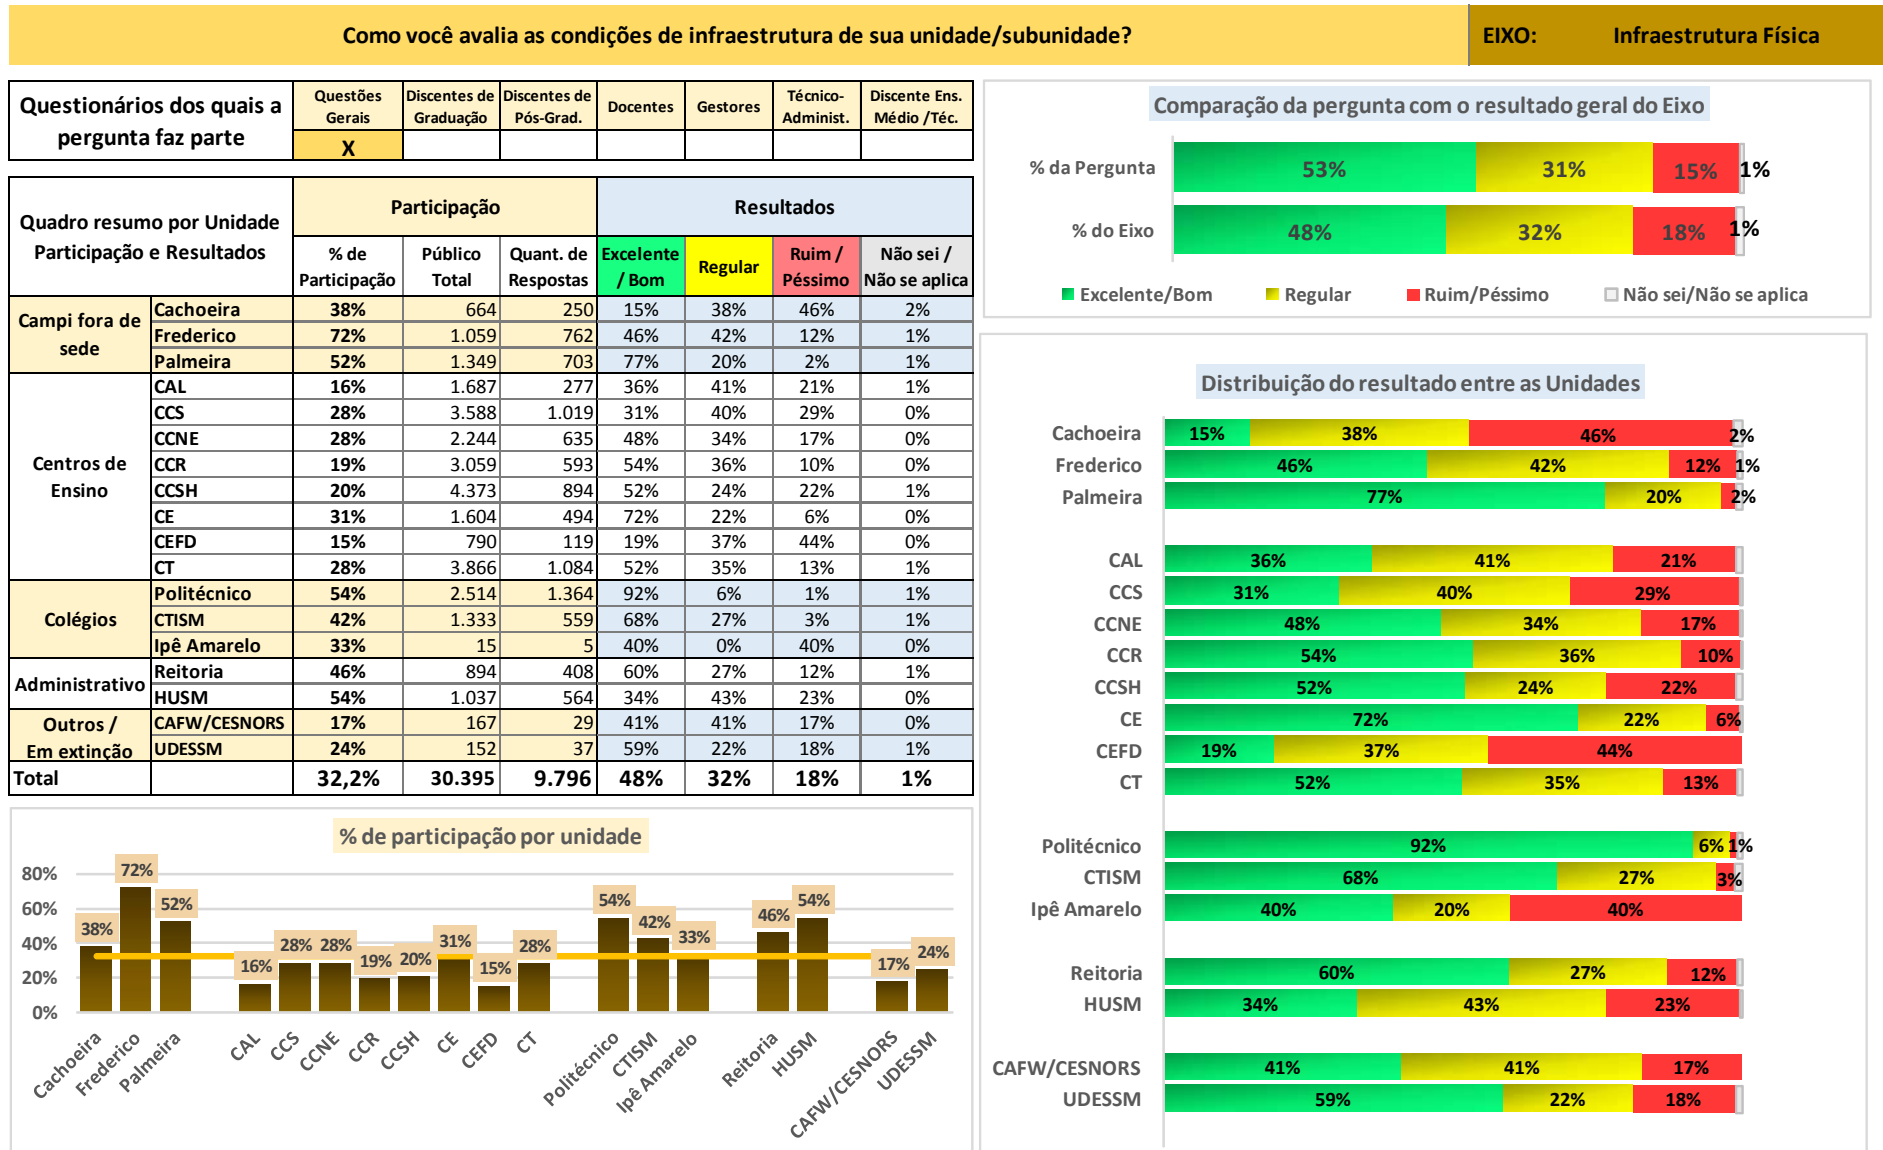 Como você avalia as condições de infraestrutura de sua unidade/subunidade?
EIXO: Infraestrutura Física
Questionários dos quais a pergunta faz parte
Questões Gerais
Discentes de Graduação
Discentes de Pós-Grad.
Docentes
Gestores
Técnico-Administ.
Discente Ens. Médio /Téc.
X
Quadro resumo por Unidade
Participação e Resultados
Participação
Resultados
% de Participação
Público Total
Quant. de Respostas
Excelente / Bom
Regular
Ruim / Péssimo
Não sei / Não se aplica
Campi fora de sede
Cachoeira 38% 664 250 15% 38% 46% 2%
Frederico 72% 1.059 762 46% 42% 12% 1%
Palmeira 52% 1.349 703 77% 20% 2% 1%
Centros de Ensino
CAL 16% 1.687 277 36% 41% 21% 1%
CCS 28% 3.588 1.019 31% 40% 29% 0%
CCNE 28% 2.244 635 48% 34% 17% 0%
CCR 19% 3.059 593 54% 36% 10% 0%
CCSH 20% 4.373 894 52% 24% 22% 1%
CE 31% 1.604 494 72% 22% 6% 0%
CEFD 15% 790 119 19% 37% 44% 0%
CT 28% 3.866 1.084 52% 35% 13% 1%
Colégios
Politécnico 54% 2.514 1.364 92% 6% 1% 1%
CTISM 42% 1.333 559 68% 27% 3% 1%
Ipê Amarelo 33% 15 5 40% 0% 40% 0%
Administrativo
Reitoria 46% 894 408 60% 27% 12% 1%
HUSM 54% 1.037 564 34% 43% 23% 0%
Outros / Em extinção
CAFW/CESNORS 17% 167 29 41% 41% 17% 0%
UDESSM 24% 152 37 59% 22% 18% 1%
Total 32,2% 30.395 9.796 48% 32% 18% 1%
% de participação por unidade
80%
60%
40%
20%
0%
38% 72% 52% 16% 28% 28% 19% 20% 31% 15% 28% 54% 42% 33% 46% 54% 17% 24%
Cachoeira Frederico Palmeira CAL CCS CCNE CCR CCSH CE CEFD CT Politécnico CTISM Ipê Amarelo Reitoria HUSM CAFW/CESNORS UDESSM
Comparação da pergunta com o resultado geral do Eixo
% da Pergunta 53% 31% 15% 1%
% do Eixo 48% 32% 18% 1%
Excelente/Bom Regular Ruim/Péssimo Não sei/Não se aplica
Distribuição do resultado entre as Unidades
Cachoeira 15% 38% 46% 2%
Frederico 46% 42% 12% 1%
Palmeira 77% 20% 2%
CAL 36% 41% 21%
CCS 31% 40% 29%
CCNE 48% 34% 17%
CCR 54% 36% 10%
CCSH 52% 24% 22%
CE 72% 22% 6%
CEFD 19% 37% 44%
CT 52% 35% 13%
Politécnico 92% 6% 1%
CTISM 68% 27% 3%
Ipê Amarelo 40% 20% 40%
Reitoria 60% 27% 12%
HUSM 34% 43% 23%
CAFW/CESNORS 41% 41% 17%
UDESSM 59% 22% 18%